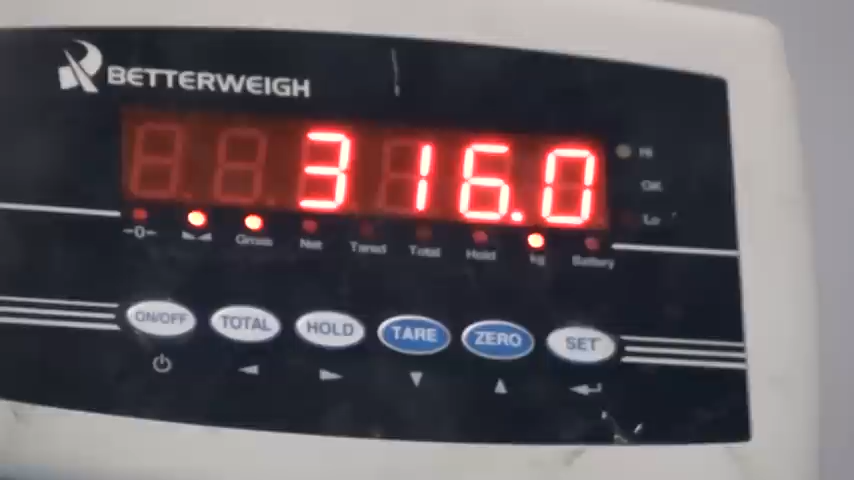 BETTERWEIGH
316.0
Hi
OK
Lo
-0- Gross Net Tared Total Hold kg Battery
ON/OFF TOTAL HOLD TARE ZERO SET